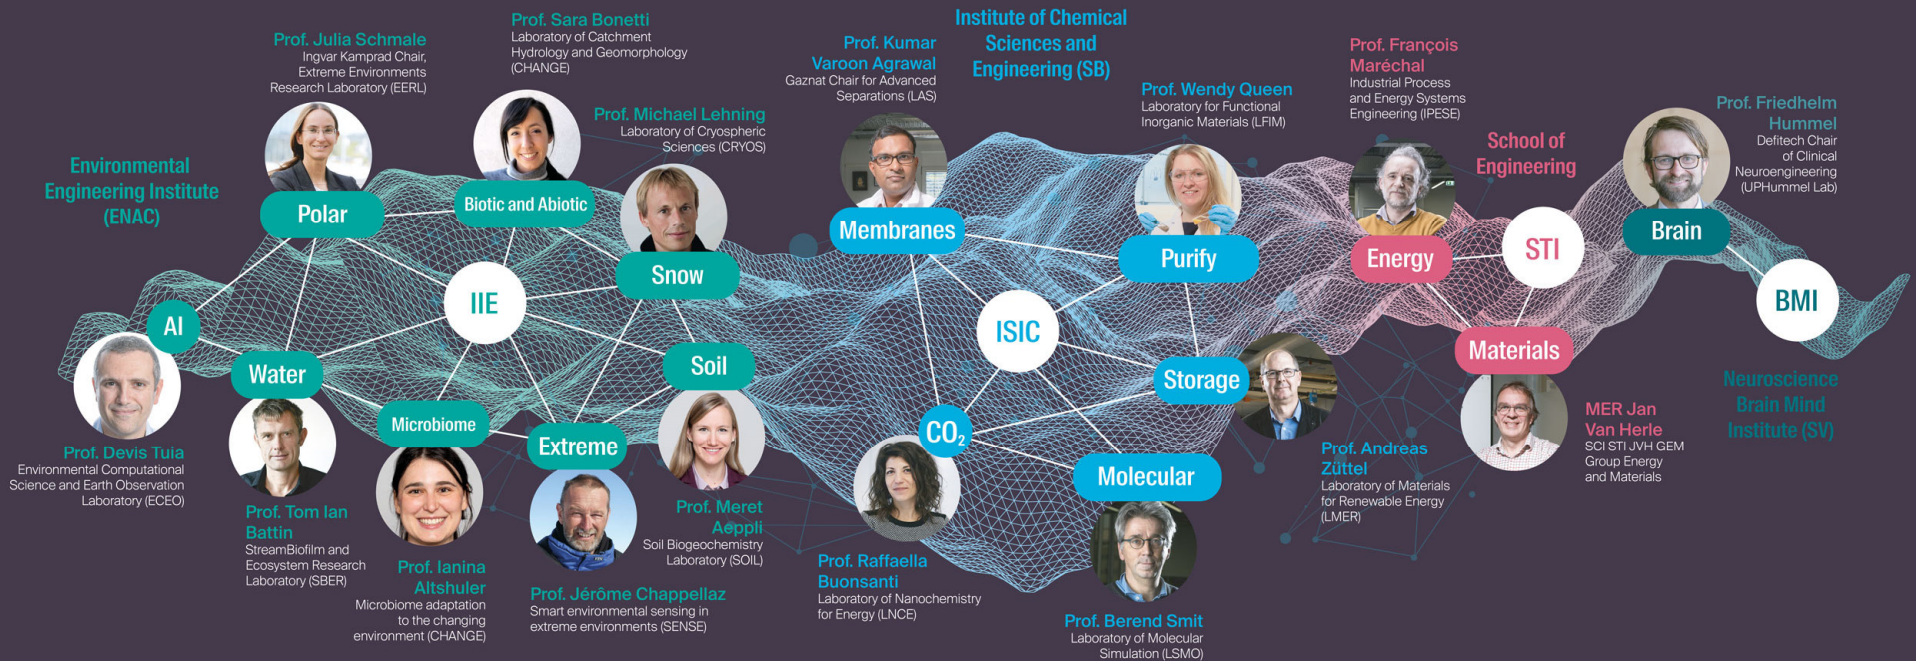 Environmental
Engineering Institute
(ENAC)
Prof. Julia Schmale
Ingvar Kamprad Chair,
Extreme Environments
Research Laboratory (EERL)
Polar
Prof. Sara Bonetti
Laboratory of Catchment
Hydrology and Geomorphology
(CHANGE)
Biotic and Abiotic
Prof. Michael Lehning
Laboratory of Cryospheric
Sciences (CRYOS)
Snow
IIE
AI
Prof. Devis Tuia
Environmental Computational
Science and Earth Observation
Laboratory (ECEO)
Water
Prof. Tom Ian
Battin
StreamBiofilm and
Ecosystem Research
Laboratory (SBER)
Microbiome
Prof. Ianina
Altshuler
Microbiome adaptation
to the changing
environment (CHANGE)
Extreme
Prof. Jérôme Chappellaz
Smart environmental sensing in
extreme environments (SENSE)
Soil
Prof. Meret
Aeppli
Soil Biogeochemistry
Laboratory (SOIL)
Institute of Chemical
Sciences and
Engineering (SB)
Prof. Kumar
Varoon Agrawal
Gaznat Chair for Advanced
Separations (LAS)
Membranes
Prof. Wendy Queen
Laboratory for Functional
Inorganic Materials (LFIM)
Purify
ISIC
Storage
Prof. Andreas
Züttel
Laboratory of Materials
for Renewable Energy
(LMER)
CO₂
Prof. Raffaella
Buonsanti
Laboratory of Nanochemistry
for Energy (LNCE)
Molecular
Prof. Berend Smit
Laboratory of Molecular
Simulation (LSMO)
School of
Engineering
Prof. François
Maréchal
Industrial Process
and Energy Systems
Engineering (IPESE)
Energy
STI
Materials
MER Jan
Van Herle
SCI STI JVH GEM
Group Energy
and Materials
Prof. Friedhelm
Hummel
Defitech Chair
of Clinical
Neuroengineering
(UPHummel Lab)
Brain
BMI
Neuroscience
Brain Mind
Institute (SV)